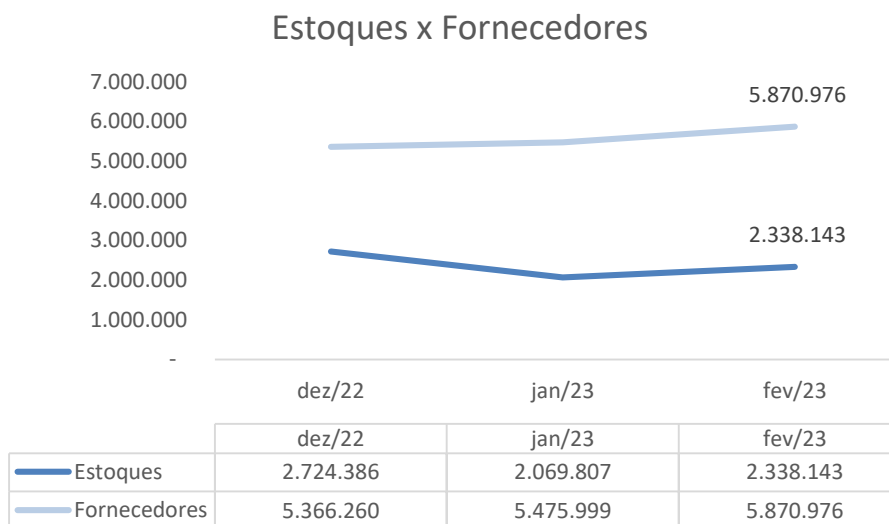 Estoques x Fornecedores
7.000.000
6.000.000
5.000.000
4.000.000
3.000.000
2.000.000
1.000.000
-
5.870.976
2.338.143
dez/22 jan/23 fev/23
dez/22 jan/23 fev/23
Estoques 2.724.386 2.069.807 2.338.143
Fornecedores 5.366.260 5.475.999 5.870.976